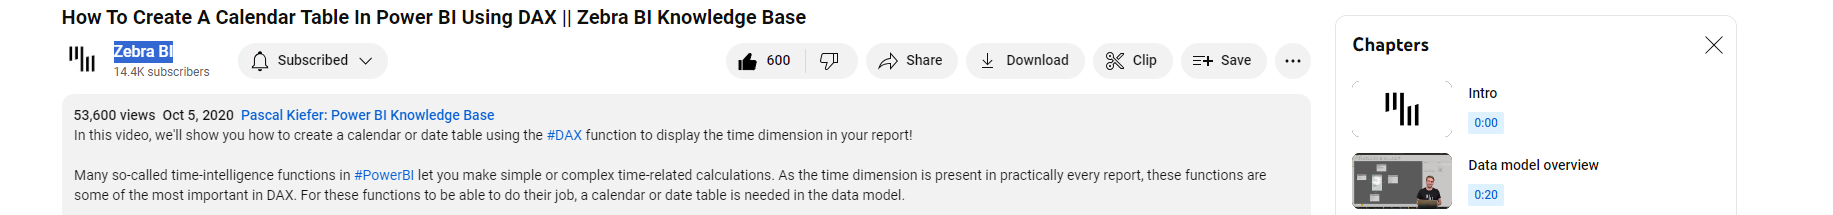 How To Create A Calendar Table In Power BI Using DAX || Zebra BI Knowledge Base
Zebra BI
14.4K subscribers
Subscribed
600
Share
Download
Clip
Save
53,600 views Oct 5, 2020 Pascal Kiefer: Power BI Knowledge Base
In this video, we'll show you how to create a calendar or date table using the #DAX function to display the time dimension in your report!
Many so-called time-intelligence functions in #PowerBI let you make simple or complex time-related calculations. As the time dimension is present in practically every report, these functions are
some of the most important in DAX. For these functions to be able to do their job, a calendar or date table is needed in the data model.
Chapters
Intro
0:00
Data model overview
0:20